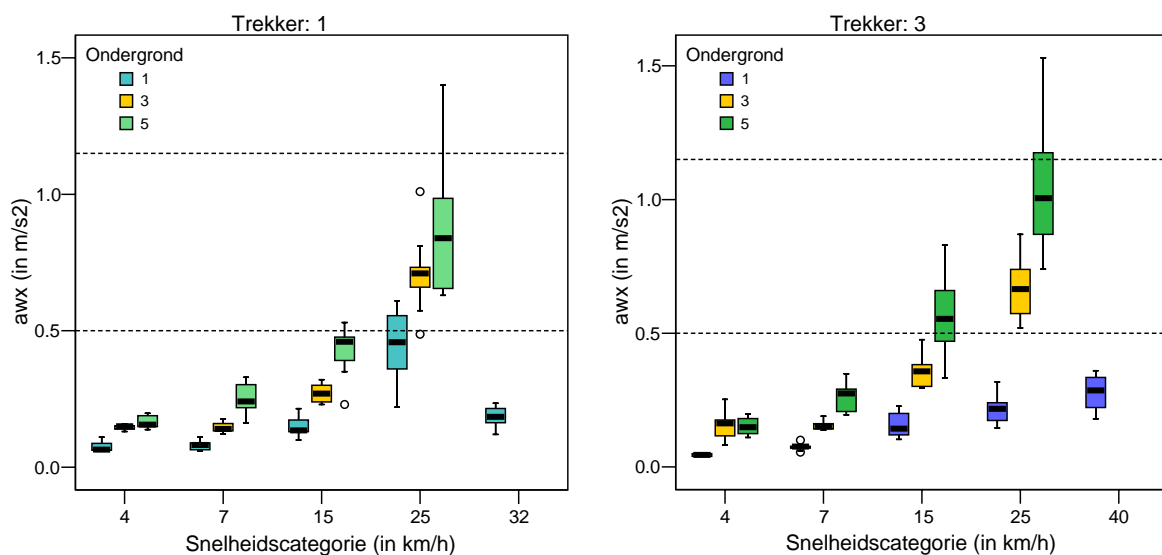 Trekker: 1
1.5
Ondergrond
1
3
5
1.0
0.5
0.0
awx (in m/s2)
4 7 15 25 32
Snelheidscategorie (in km/h)
Trekker: 3
1.5
Ondergrond
1
3
5
1.0
0.5
0.0
awx (in m/s2)
4 7 15 25 40
Snelheidscategorie (in km/h)